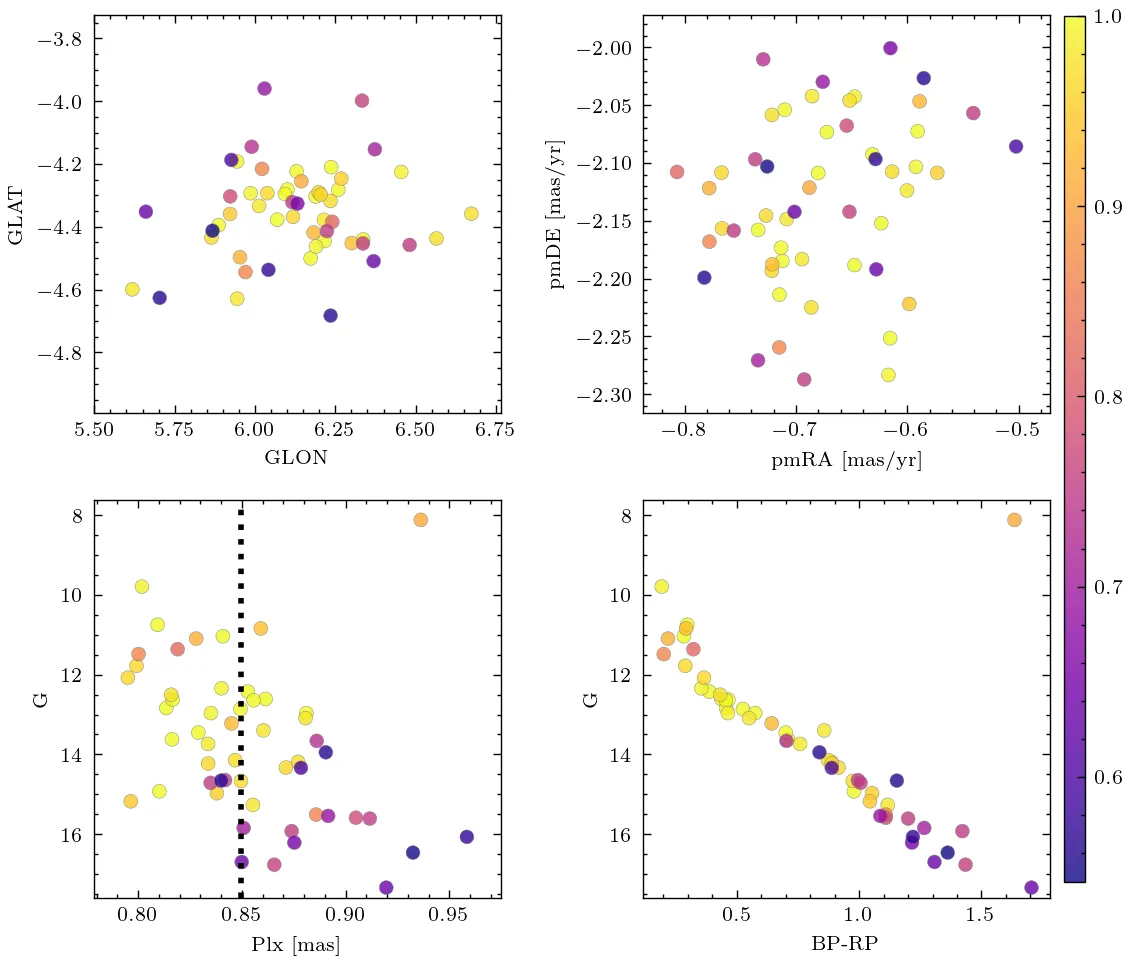 −3.8
−4.0
−4.2
−4.4
−4.6
−4.8
GLAT
5.50 5.75 6.00 6.25 6.50 6.75
GLON
−2.00
−2.05
−2.10
−2.15
−2.20
−2.25
−2.30
pmDE [mas/yr]
−0.8 −0.7 −0.6 −0.5
pmRA [mas/yr]
1.0
0.9
0.8
0.7
0.6
8
10
12
14
16
G
0.80 0.85 0.90 0.95
Plx [mas]
8
10
12
14
16
G
0.5 1.0 1.5
BP-RP